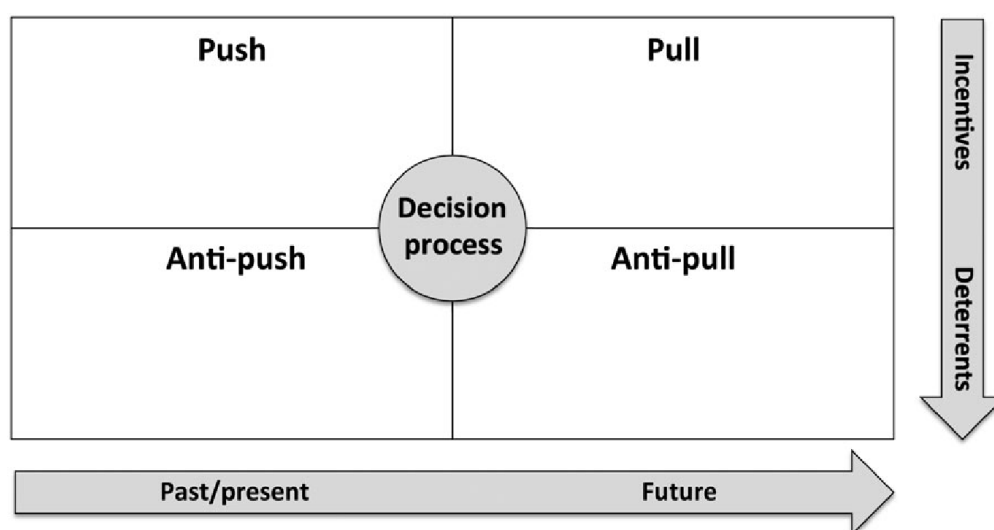 Push
Pull
Incentives
Decision
process
Anti-push
Anti-pull
Deterrents
Past/present
Future